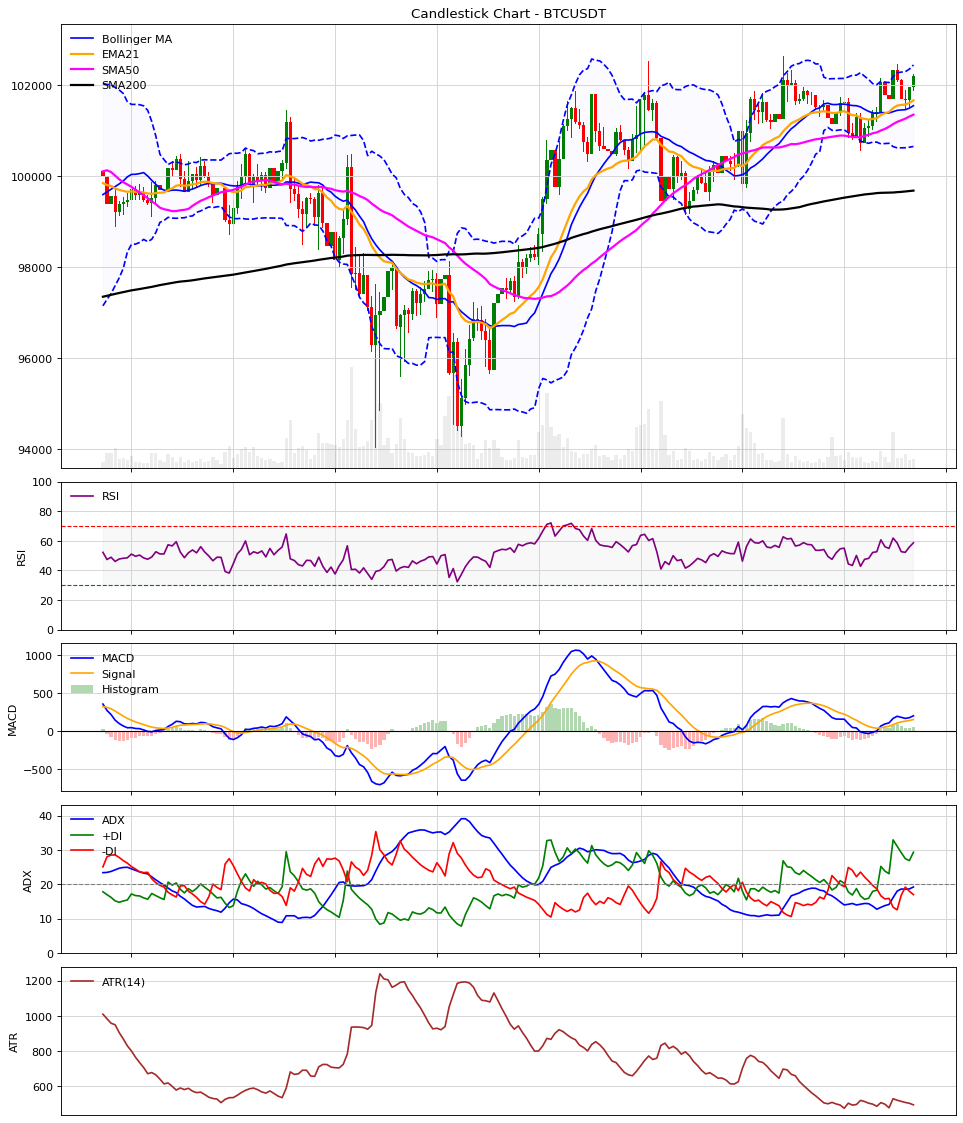 Candlestick Chart - BTCUSDT
Bollinger MA
EMA21
SMA50
SMA200
102000
100000
98000
96000
94000
RSI
RSI
100
80
60
40
20
0
MACD
Signal
Histogram
MACD
1000
500
0
−500
ADX
+DI
-DI
ADX
40
30
20
10
0
ATR(14)
ATR
1200
1000
800
600